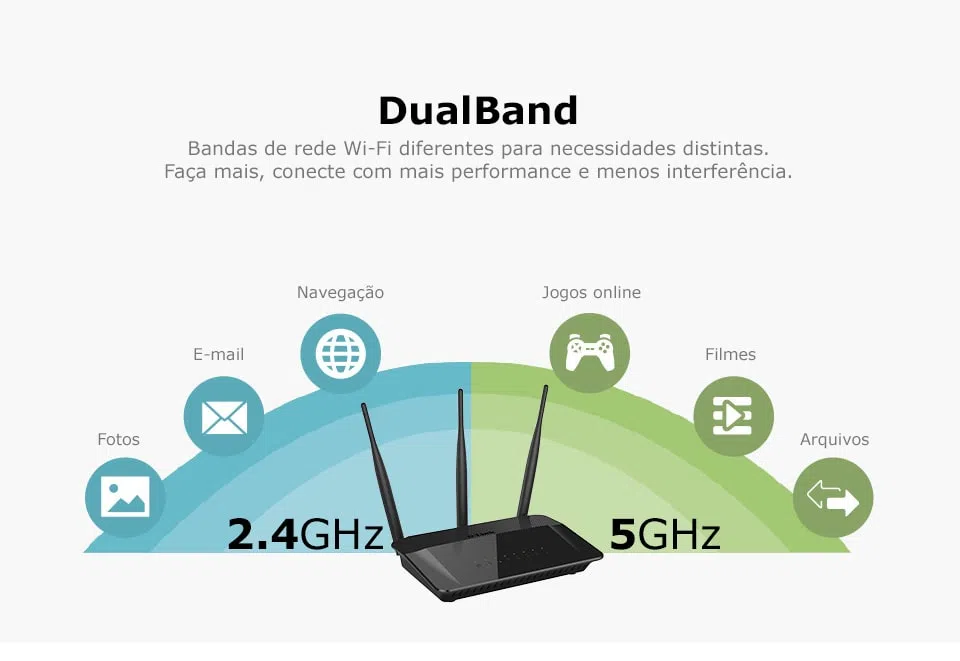 DualBand
Bandas de rede Wi-Fi diferentes para necessidades distintas.
Faça mais, conecte com mais performance e menos interferência.
Navegação
Jogos online
E-mail
Filmes
Fotos
Arquivos
2.4GHz
5GHz
D-Link